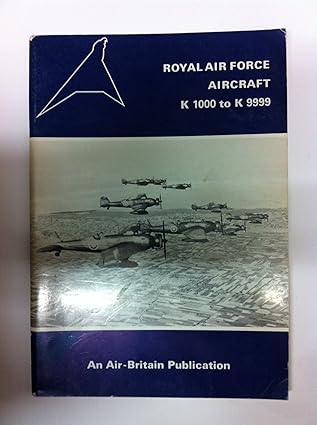 ROYAL AIR FORCE
AIRCRAFT
K 1000 to K 9999
An Air-Britain Publication